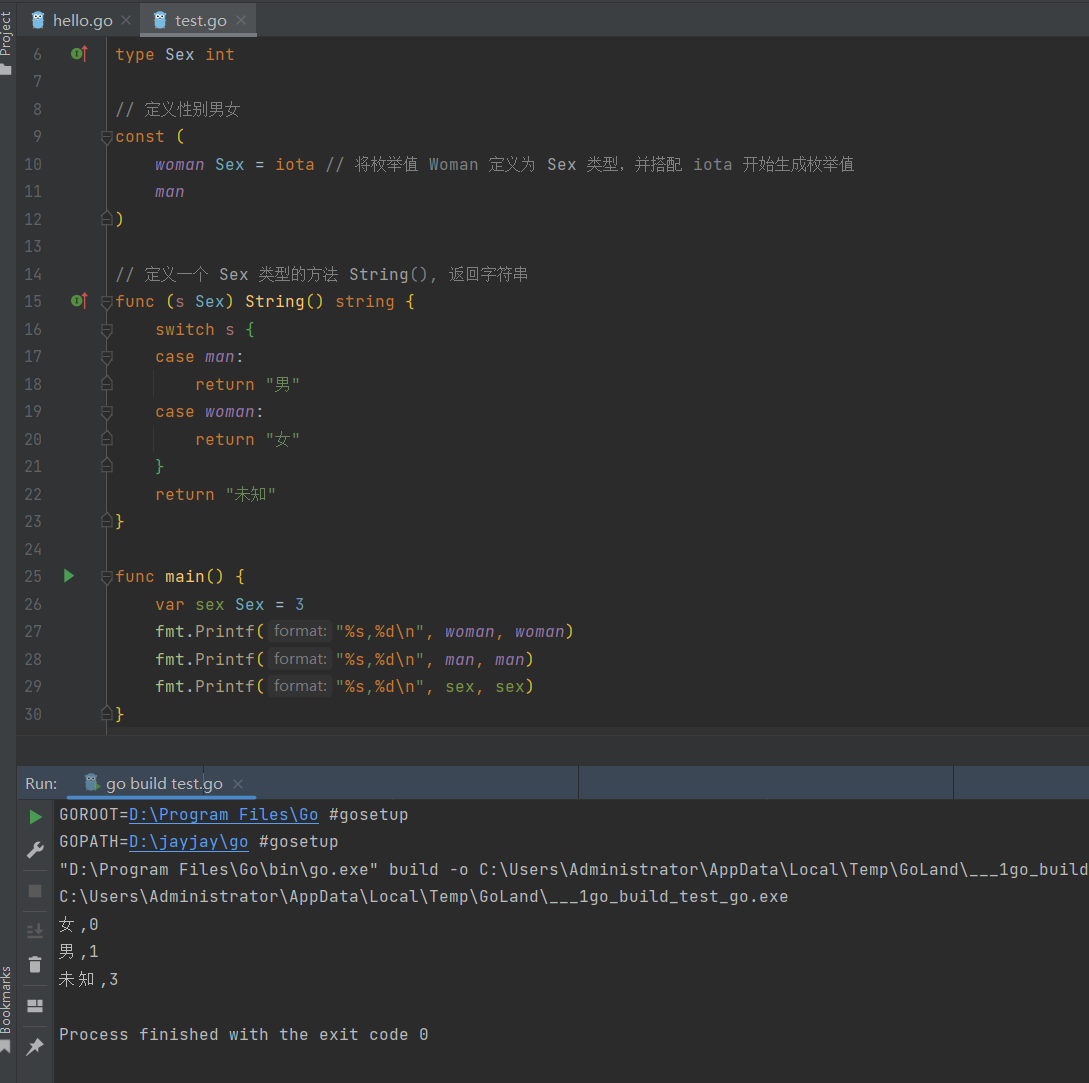 Project
hello.go
test.go
6 type Sex int
7
8 // 定义性别男女
9 const (
10 woman Sex = iota // 将枚举值 Woman 定义为 Sex 类型，并搭配 iota 开始生成枚举值
11 man
12 )
13
14 // 定义一个 Sex 类型的方法 String(), 返回字符串
15 func (s Sex) String() string {
16 switch s {
17 case man:
18 return "男"
19 case woman:
20 return "女"
21 }
22 return "未知"
23 }
24
25 func main() {
26 var sex Sex = 3
27 fmt.Printf( format: "%s,%d\n", woman, woman)
28 fmt.Printf( format: "%s,%d\n", man, man)
29 fmt.Printf( format: "%s,%d\n", sex, sex)
30 }
Run: go build test.go
GOROOT=D:\Program Files\Go #gosetup
GOPATH=D:\jayjay\go #gosetup
"D:\Program Files\Go\bin\go.exe" build -o C:\Users\Administrator\AppData\Local\Temp\GoLand\___1go_build
C:\Users\Administrator\AppData\Local\Temp\GoLand\___1go_build_test_go.exe
女,0
男,1
未知,3
Process finished with the exit code 0
Bookmarks